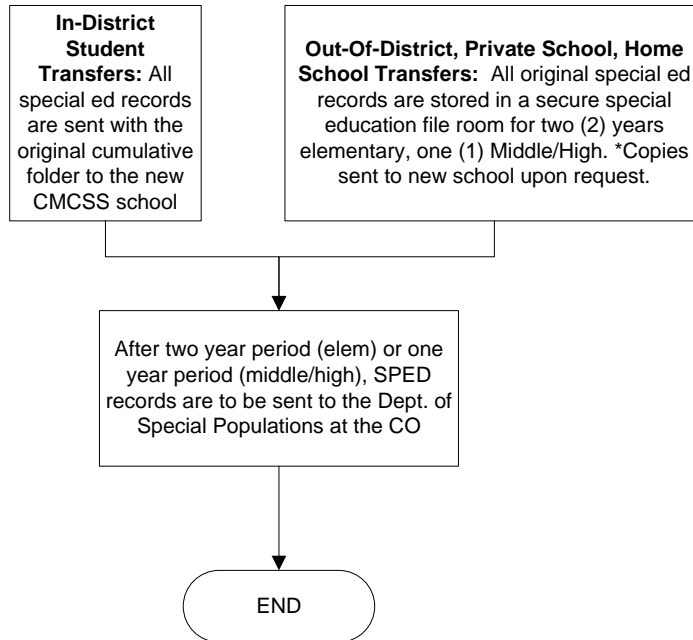 In-District
Student
Transfers: All
special ed records
are sent with the
original cumulative
folder to the new
CMCSS school
Out-Of-District, Private School, Home
School Transfers: All original special ed
records are stored in a secure special
education file room for two (2) years
elementary, one (1) Middle/High. *Copies
sent to new school upon request.
After two year period (elem) or one
year period (middle/high), SPED
records are to be sent to the Dept. of
Special Populations at the CO
END